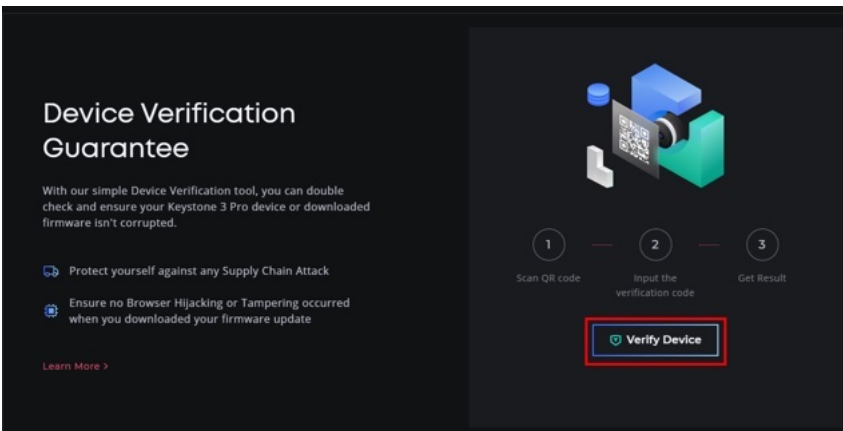 Device Verification
Guarantee
With our simple Device Verification tool, you can double
check and ensure your Keystone 3 Pro device or downloaded
firmware isn't corrupted.
Protect yourself against any Supply Chain Attack
Ensure no Browser Hijacking or Tampering occurred
when you downloaded your firmware update
Learn More >
1
2
3
Scan QR code
Input the
verification code
Get Result
Verify Device